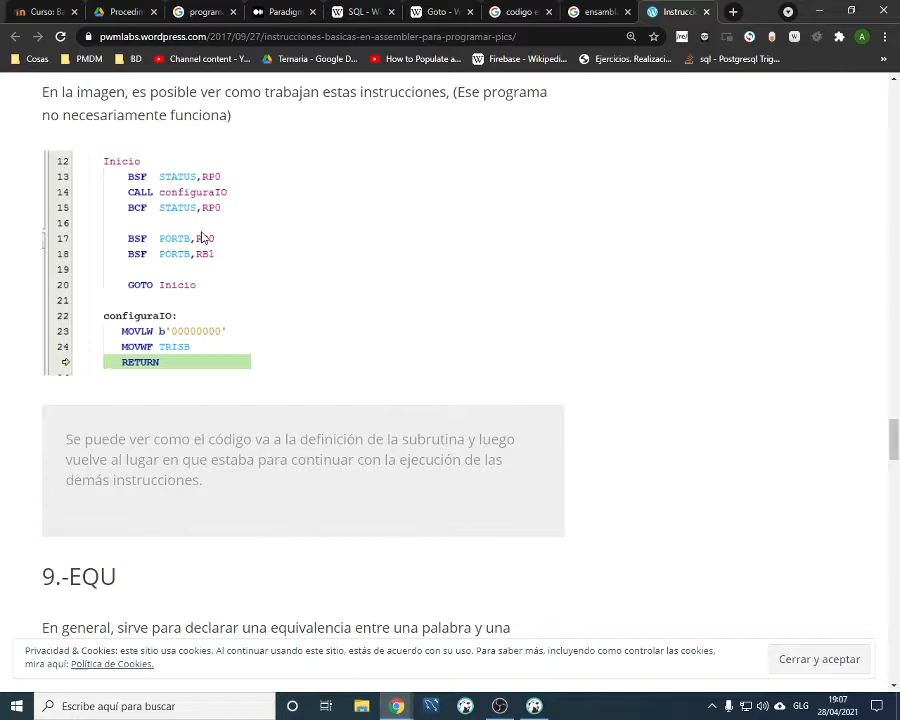 Curso: Ba
Procedim
program
Paradign
SQL - Wi
Goto - W
codigo e
ensambl
Instrucci
pwmlabs.wordpress.com/2017/09/27/instrucciones-basicas-en-assembler-para-programar-pics/
Cosas
PMDM
BD
Channel content - Y...
Ternaria - Google D...
How to Populate a...
Firebase - Wikipedi...
Ejercicios. Realizaci...
sql - Postgresql Trig...
»
En la imagen, es posible ver como trabajan estas instrucciones, (Ese programa
no necesariamente funciona)
12 Inicio
13 BSF STATUS,RP0
14 CALL configuraIO
15 BCF STATUS,RP0
16
17 BSF PORTB,
18 BSF PORTB,RB1
19
20 GOTO Inicio
21
22 configuraIO:
23 MOVLW b'00000000'
24 MOVWF TRISB
RETURN
Se puede ver como el código va a la definición de la subrutina y luego
vuelve al lugar en que estaba para continuar con la ejecución de las
demás instrucciones.
9.-EQU
En general, sirve para declarar una equivalencia entre una palabra y una
Privacidad & Cookies: este sitio usa cookies. Al continuar usando este sitio, estás de acuerdo con su uso. Para saber más, incluyendo como controlar las cookies,
mira aquí: Política de Cookies.
Cerrar y aceptar
Escribe aquí para buscar
GLG
19:07
28/04/2021